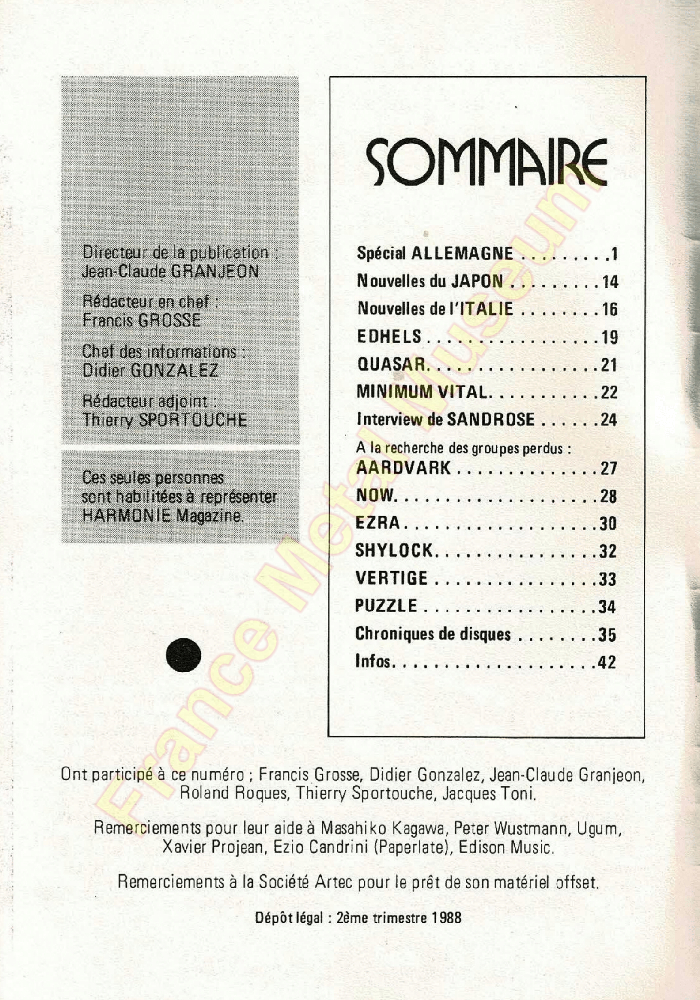 Directeur de la publication :
Jean-Claude GRANJEON
Rédacteur en chef :
Francis GROSSE
Chef des informations :
Didier GONZALEZ
Rédacteur adjoint :
Thierry SPORTOUCHE
Ces seules personnes
sont habilitées à représenter
HARMONIE Magazine.
SOMMAIRE
Spécial ALLEMAGNE . . . . . . . . .1
Nouvelles du JAPON . . . . . . . . 14
Nouvelles de l'ITALIE . . . . . . . . 16
EDHELS . . . . . . . . . . . . . . . . 19
QUASAR. . . . . . . . . . . . . . . . 21
MINIMUM VITAL. . . . . . . . . . . 22
Interview de SANDROSE . . . . . . 24
A la recherche des groupes perdus :
AARDVARK . . . . . . . . . . . . . . 27
NOW. . . . . . . . . . . . . . . . . . . 28
EZRA. . . . . . . . . . . . . . . . . . 30
SHYLOCK. . . . . . . . . . . . . . . 32
VERTIGE . . . . . . . . . . . . . . . 33
PUZZLE . . . . . . . . . . . . . . . . 34
Chroniques de disques . . . . . . . . 35
Infos. . . . . . . . . . . . . . . . . . . 42
Ont participé à ce numéro ; Francis Grosse, Didier Gonzalez, Jean-Claude Granjeon,
Roland Roques, Thierry Sportouche, Jacques Toni.
Remerciements pour leur aide à Masahiko Kagawa, Peter Wustmann, Ugum,
Xavier Projean, Ezio Candrini (Paperlate), Edison Music.
Remerciements à la Société Artec pour le prêt de son matériel offset.
Dépôt légal : 2ème trimestre 1988
France Metal Museum